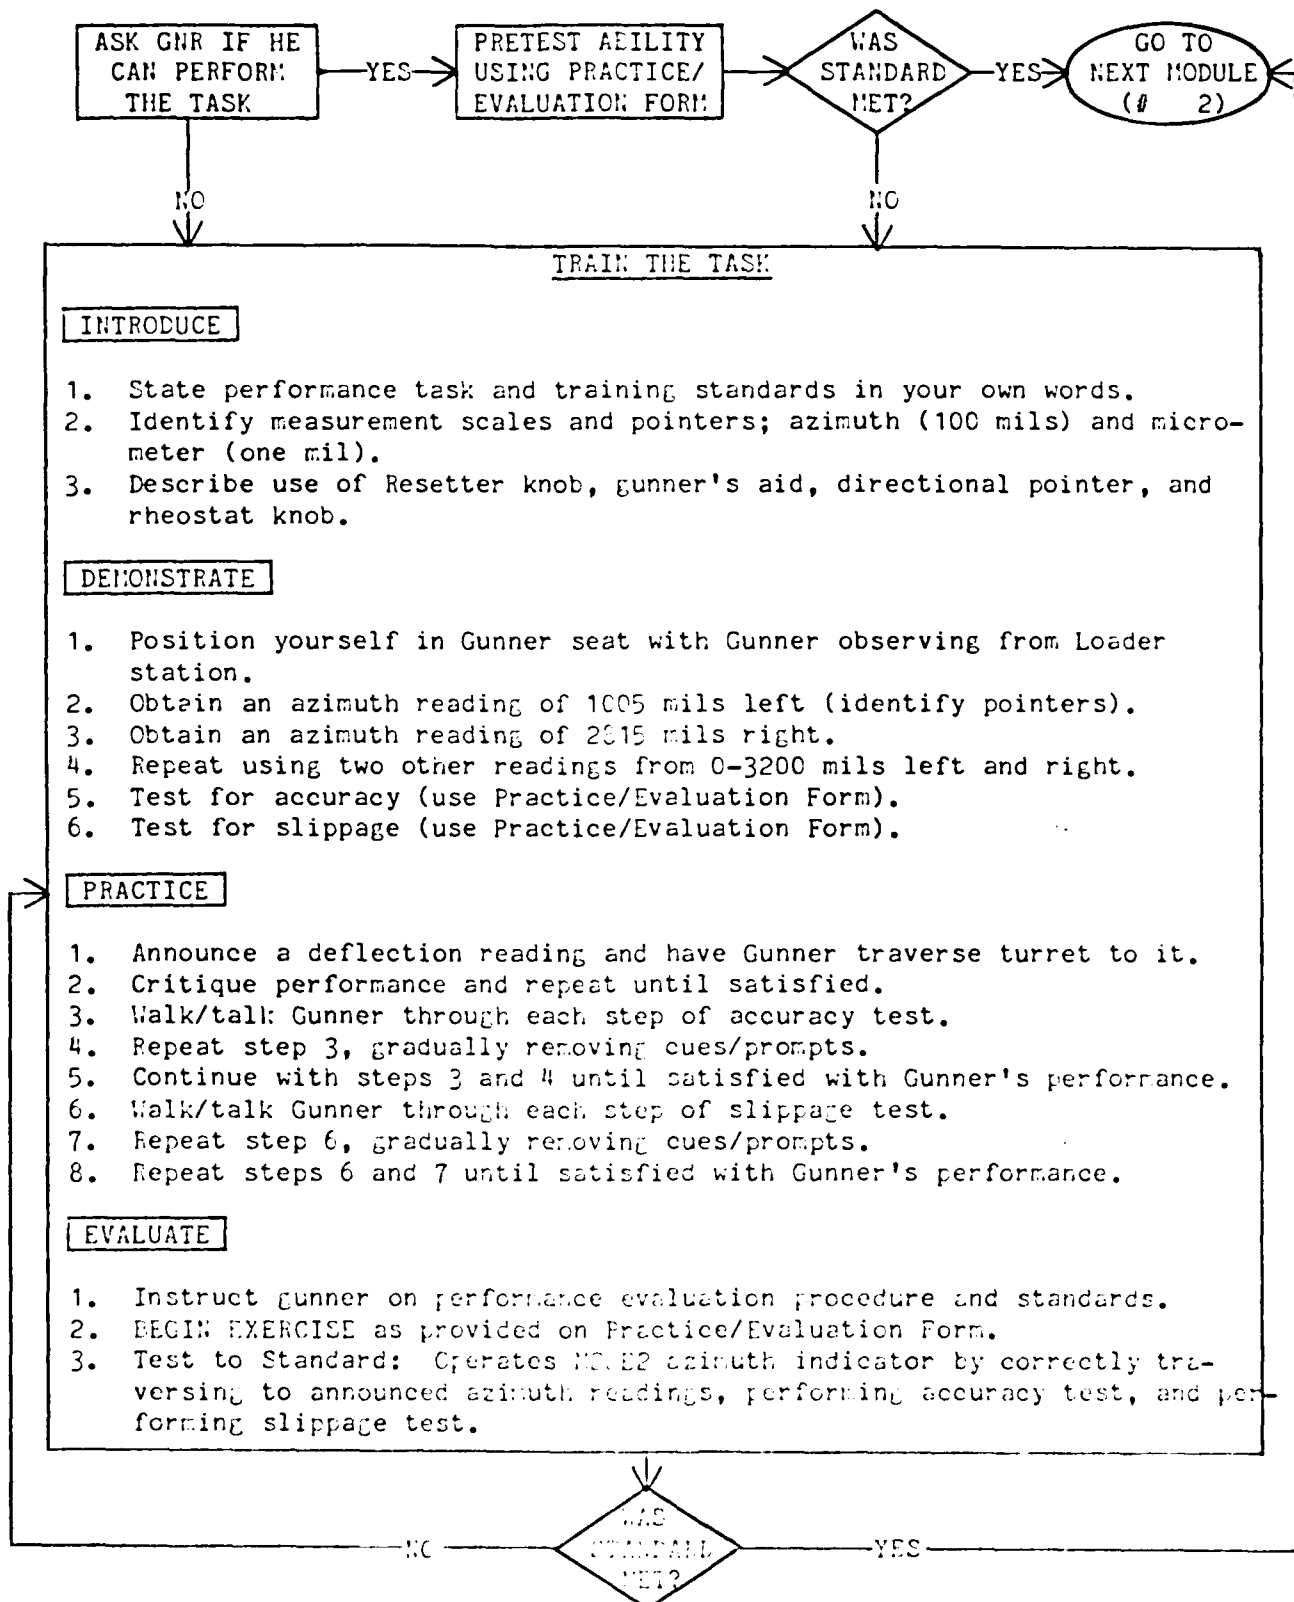 ASK GNR IF HE
CAN PERFORM
THE TASK
YES
PRETEST ABILITY
USING PRACTICE/
EVALUATION FORM
WAS
STANDARD
MET?
YES
GO TO
NEXT MODULE
(# 2)
NO
NO
TRAIN THE TASK
INTRODUCE
1. State performance task and training standards in your own words.
2. Identify measurement scales and pointers; azimuth (100 mils) and micro-
meter (one mil).
3. Describe use of Resetter knob, gunner's aid, directional pointer, and
rheostat knob.
DEMONSTRATE
1. Position yourself in Gunner seat with Gunner observing from Loader
station.
2. Obtain an azimuth reading of 1005 mils left (identify pointers).
3. Obtain an azimuth reading of mils right.
4. Repeat using two other readings from 0-3200 mils left and right.
5. Test for accuracy (use Practice/Evaluation Form).
6. Test for slippage (use Practice/Evaluation Form).
PRACTICE
1. Announce a deflection reading and have Gunner traverse turret to it.
2. Critique performance and repeat until satisfied.
3. Walk/talk Gunner through each step of accuracy test.
4. Repeat step 3, gradually removing cues/prompts.
5. Continue with steps 3 and 4 until satisfied with Gunner's performance.
6. Walk/talk Gunner through each step of slippage test.
7. Repeat step 6, gradually removing cues/prompts.
8. Repeat steps 6 and 7 until satisfied with Gunner's performance.
EVALUATE
1. Instruct gunner on performance evaluation procedure and standards.
2. BEGIN EXERCISE as provided on Practice/Evaluation Form.
3. Test to Standard: Operates azimuth indicator by correctly tra-
versing to announced azimuth readings, performing accuracy test, and per-
forming slippage test.
WAS
STANDARD
MET?
NO
YES